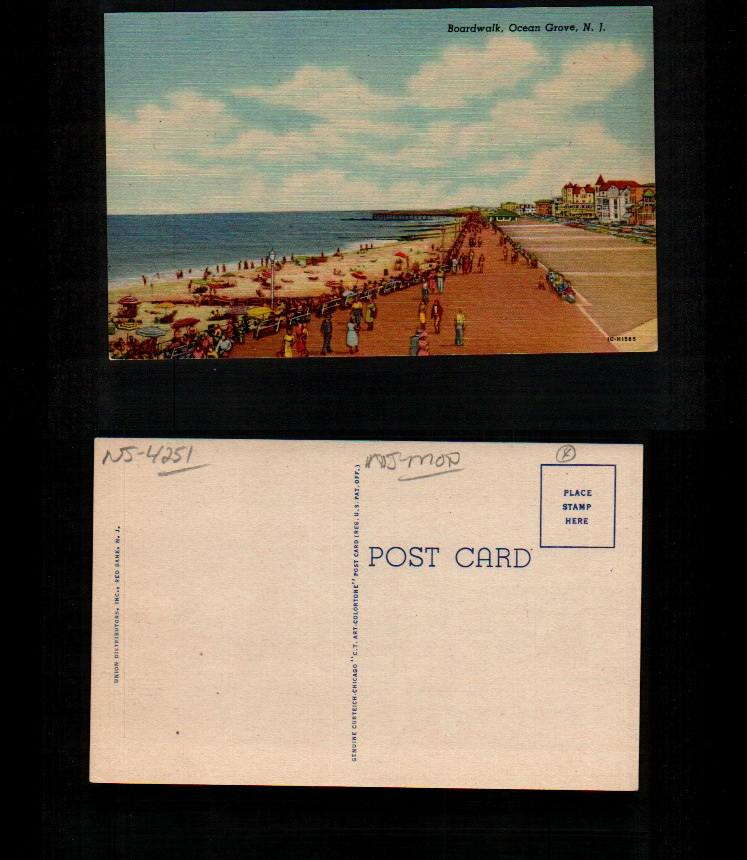 Boardwalk, Ocean Grove, N. J.
1C-H1585
NJ-4251
NJ-MON
4
PLACE
STAMP
HERE
POST CARD
UNION DISTRIBUTORS, INC., RED BANK, N. J.
GENUINE CURTEICH-CHICAGO "C.T. ART-COLORTONE" POST CARD (REG. U.S. PAT. OFF.)